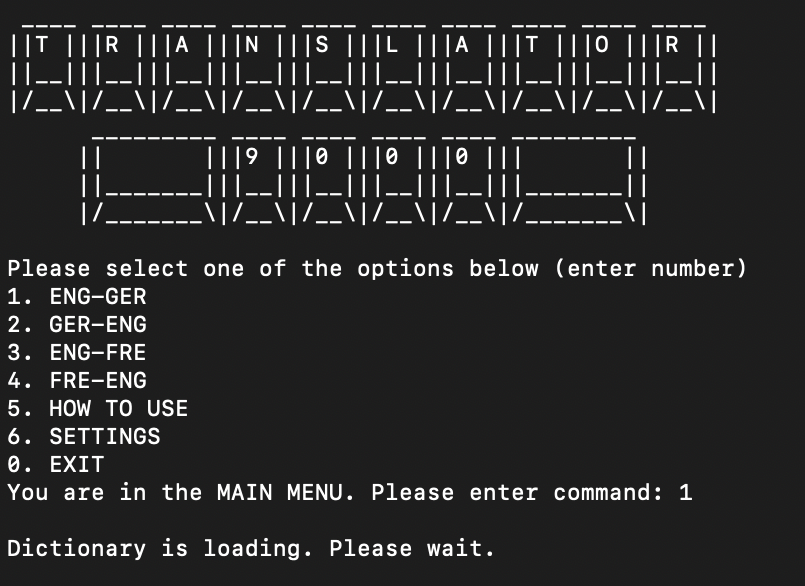 TRANSLATOR
9000
Please select one of the options below (enter number)
1. ENG-GER
2. GER-ENG
3. ENG-FRE
4. FRE-ENG
5. HOW TO USE
6. SETTINGS
0. EXIT
You are in the MAIN MENU. Please enter command: 1
Dictionary is loading. Please wait.